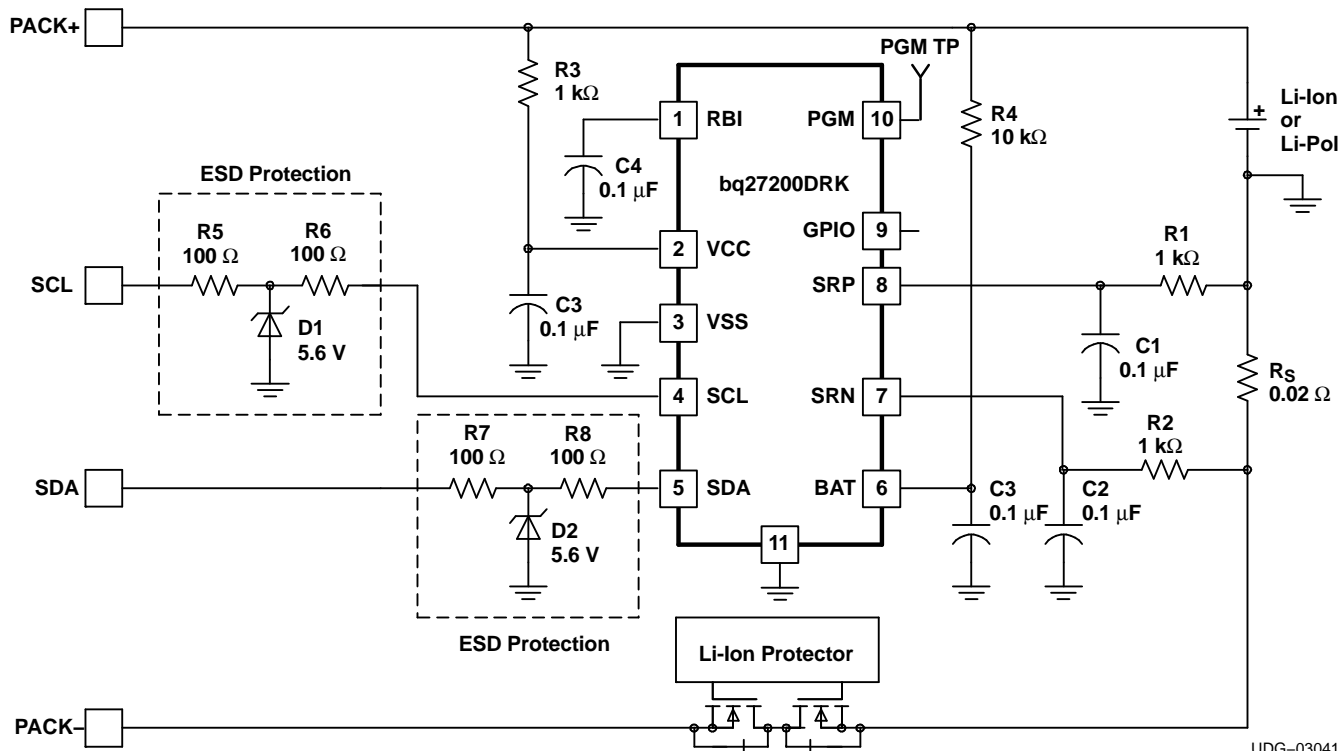 PACK+
PGM TP
R3
1 kΩ
1
RBI
PGM
10
R4
10 kΩ
+
Li-Ion
or
Li-Pol
C4
0.1 μF
ESD Protection
bq27200DRK
R5
100 Ω
R6
100 Ω
2
VCC
GPIO
9
R1
1 kΩ
SCL
SRP
8
C3
0.1 μF
3
VSS
D1
5.6 V
C1
0.1 μF
RS
0.02 Ω
4
SCL
SRN
7
R7
100 Ω
R8
100 Ω
R2
1 kΩ
SDA
5
SDA
BAT
6
C3
0.1 μF
C2
0.1 μF
D2
5.6 V
11
ESD Protection
Li-Ion Protector
PACK–
UDG–03041